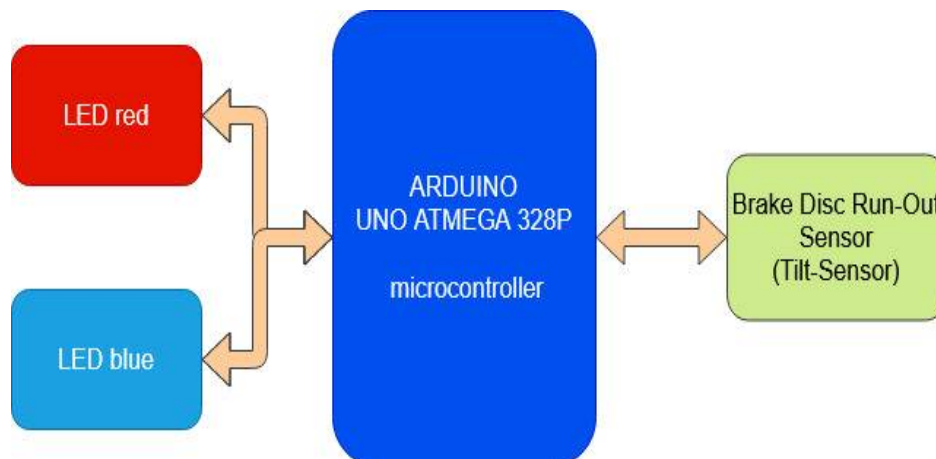 LED red
LED blue
ARDUINO
UNO ATMEGA 328P
microcontroller
Brake Disc Run-Out
Sensor
(Tilt-Sensor)